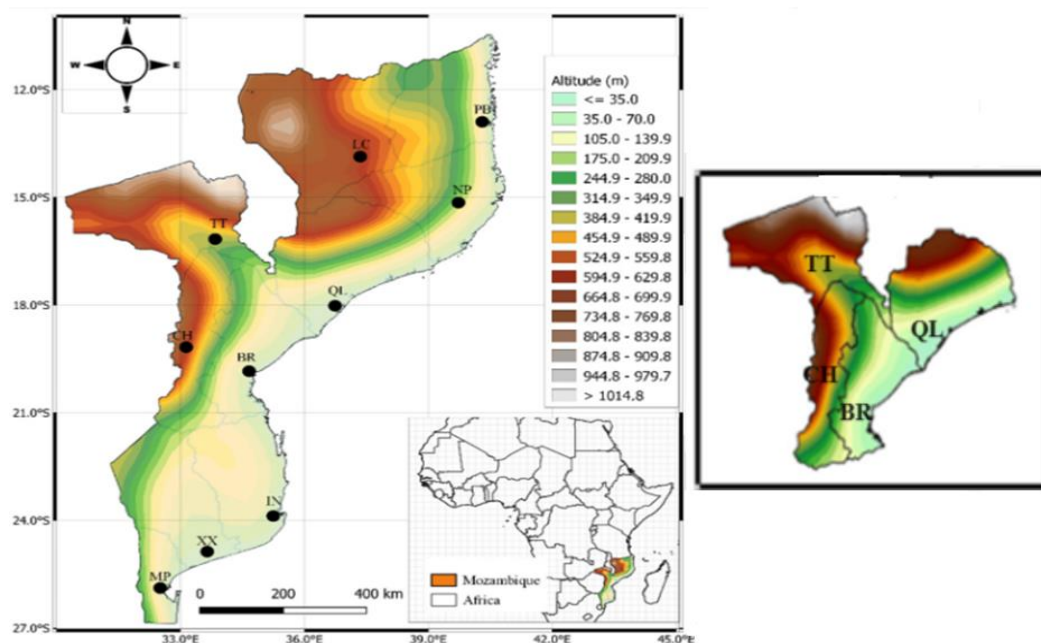 N
W E
S
12.0°S
15.0°S
18.0°S
21.0°S
24.0°S
27.0°S
PB
LC
NP
TT
QL
CH
BR
IN
XX
MP
Altitude (m)
<= 35.0
35.0 - 70.0
105.0 - 139.9
175.0 - 209.9
244.9 - 280.0
314.9 - 349.9
384.9 - 419.9
454.9 - 489.9
524.9 - 559.8
594.9 - 629.8
664.8 - 699.9
734.8 - 769.8
804.8 - 839.8
874.8 - 909.8
944.8 - 979.7
> 1014.8
Mozambique
Africa
0 200 400 km
33.0°E 36.0°E 39.0°E 42.0°E 45.0°E
TT
QL
CH
BR